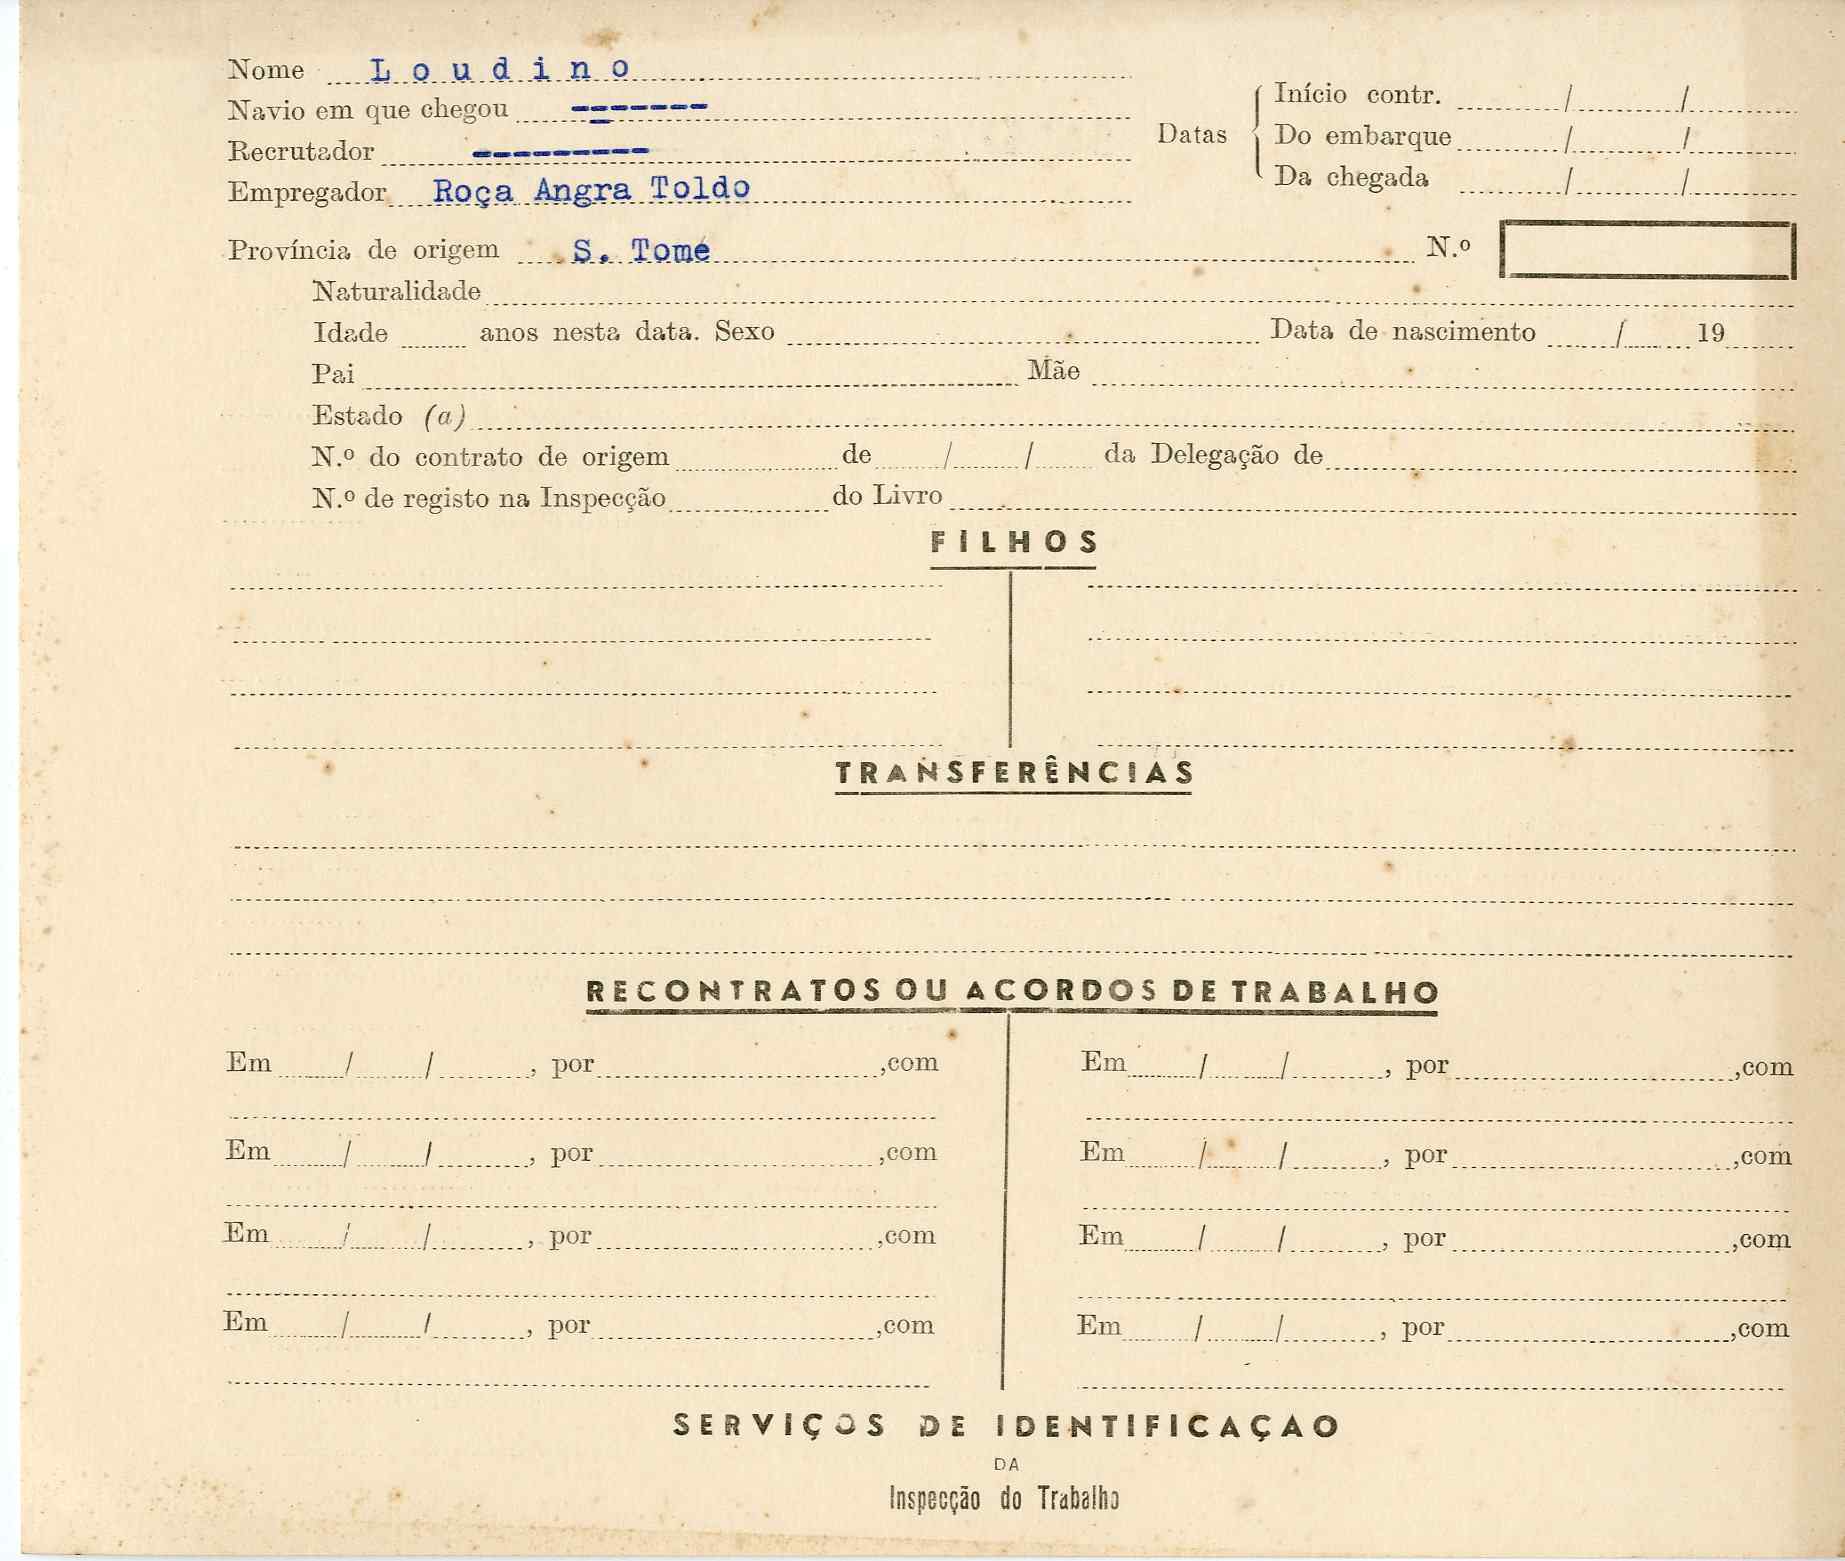 Nome L o u d i n o
Navio em que chegou -------
Recrutador ---------
Empregador Roça Angra Toldo
Datas
Início contr. / /
Do embarque / /
Da chegada / /
Província de origem S. Tomé N.º
Naturalidade
Idade anos nesta data. Sexo Data de nascimento / 19
Pai Mãe
Estado (a)
N.º do contrato de origem de / / da Delegação de
N.º de registo na Inspecção do Livro
FILHOS
TRANSFERÊNCIAS
RECONTRATOS OU ACORDOS DE TRABALHO
Em / / , por ,com Em / / , por ,com
Em / / , por ,com Em / / , por ,com
Em / / , por ,com Em / / , por ,com
Em / / , por ,com Em / / , por ,com
SERVIÇOS DE IDENTIFICAÇAO
DA
Inspecção do Trabalho